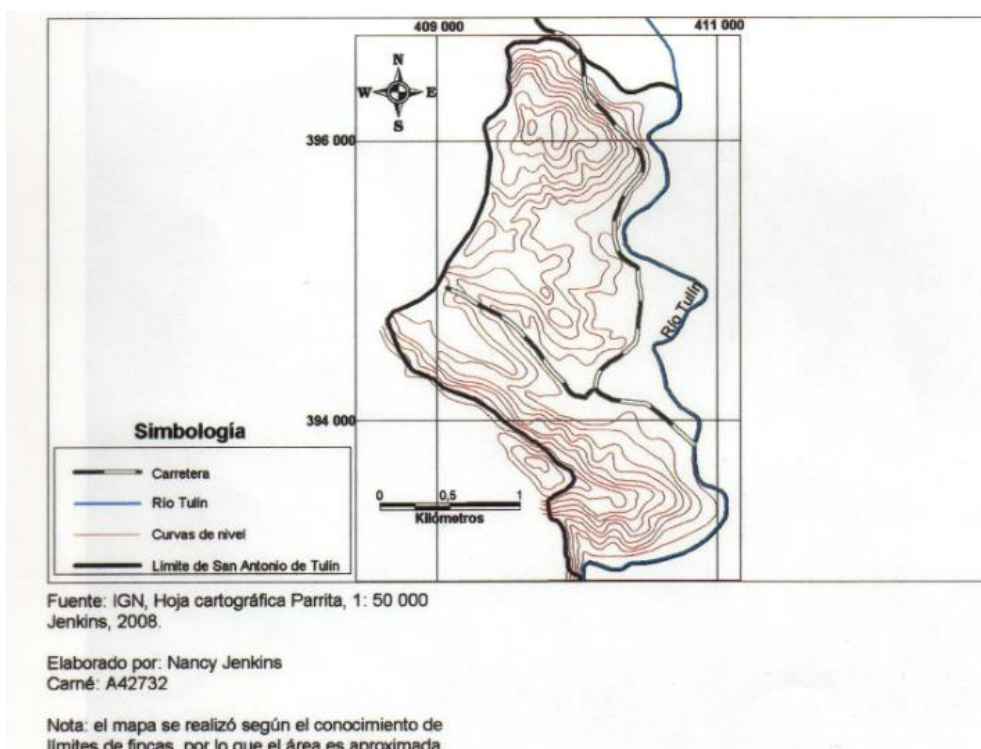 409 000
411 000
N
W E
S
396 000
Río Tulín
394 000
Simbología
Carretera
Río Tulín
Curvas de nivel
Límite de San Antonio de Tulín
0 0,5 1
Kilómetros
Fuente: IGN, Hoja cartográfica Parrita, 1: 50 000
Jenkins, 2008.
Elaborado por: Nancy Jenkins
Carné: A42732
Nota: el mapa se realizó según el conocimiento de
límites de fincas, por lo que el área es aproximada